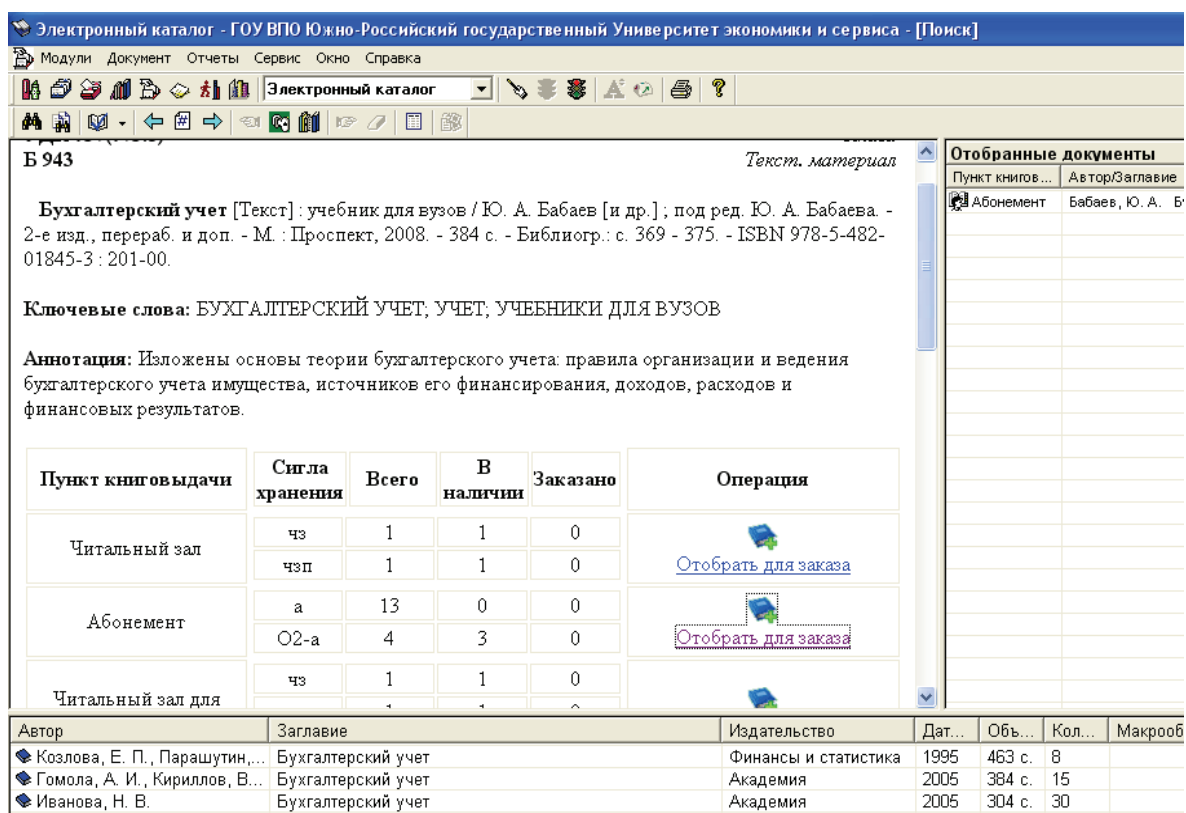 Электронный каталог - ГОУ ВПО Южно-Российский государственный Университет экономики и сервиса - [Поиск]
Модули Документ Отчеты Сервис Окно Справка
Электронный каталог
Б 943
Текст. материал
Бухгалтерский учет [Текст] : учебник для вузов / Ю. А. Бабаев [и др.] ; под ред. Ю. А. Бабаева. -
2-е изд., перераб. и доп. - М. : Проспект, 2008. - 384 с. - Библиогр.: с. 369 - 375. - ISBN 978-5-482-
01845-3 : 201-00.
Ключевые слова: БУХГАЛТЕРСКИЙ УЧЕТ; УЧЕТ; УЧЕБНИКИ ДЛЯ ВУЗОВ
Аннотация: Изложены основы теории бухгалтерского учета: правила организации и ведения
бухгалтерского учета имущества, источников его финансирования, доходов, расходов и
финансовых результатов.
Пункт книговыдачи Сигла хранения Всего В наличии Заказано Операция
Читальный зал
чз 1 1 0
чзп 1 1 0
Отобрать для заказа
Абонемент
а 13 0 0
О2-а 4 3 0
Отобрать для заказа
чз 1 1 0
Читальный зал для
Отобранные документы
Пункт книгов... Автор/Заглавие
Абонемент Бабаев, Ю. А.
Автор Заглавие Издательство Дат... Объ... Кол... Макрооб
Козлова, Е. П., Парашутин,... Бухгалтерский учет Финансы и статистика 1995 463 с. 8
Гомола, А. И., Кириллов, В... Бухгалтерский учет Академия 2005 384 с. 15
Иванова, Н. В. Бухгалтерский учет Академия 2005 304 с. 30